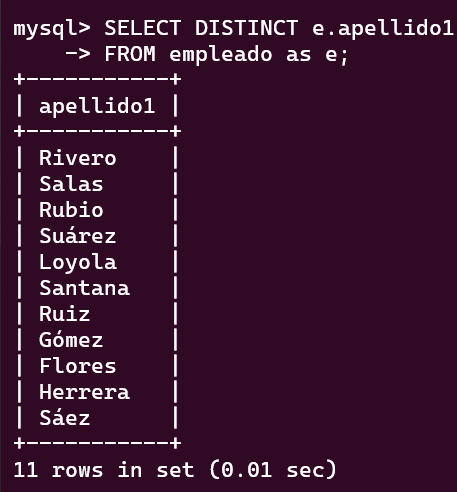 mysql> SELECT DISTINCT e.apellido1
    -> FROM empleado as e;
+-----------+
| apellido1 |
+-----------+
| Rivero    |
| Salas     |
| Rubio     |
| Suárez    |
| Loyola    |
| Santana   |
| Ruiz      |
| Gómez     |
| Flores    |
| Herrera   |
| Sáez      |
+-----------+
11 rows in set (0.01 sec)